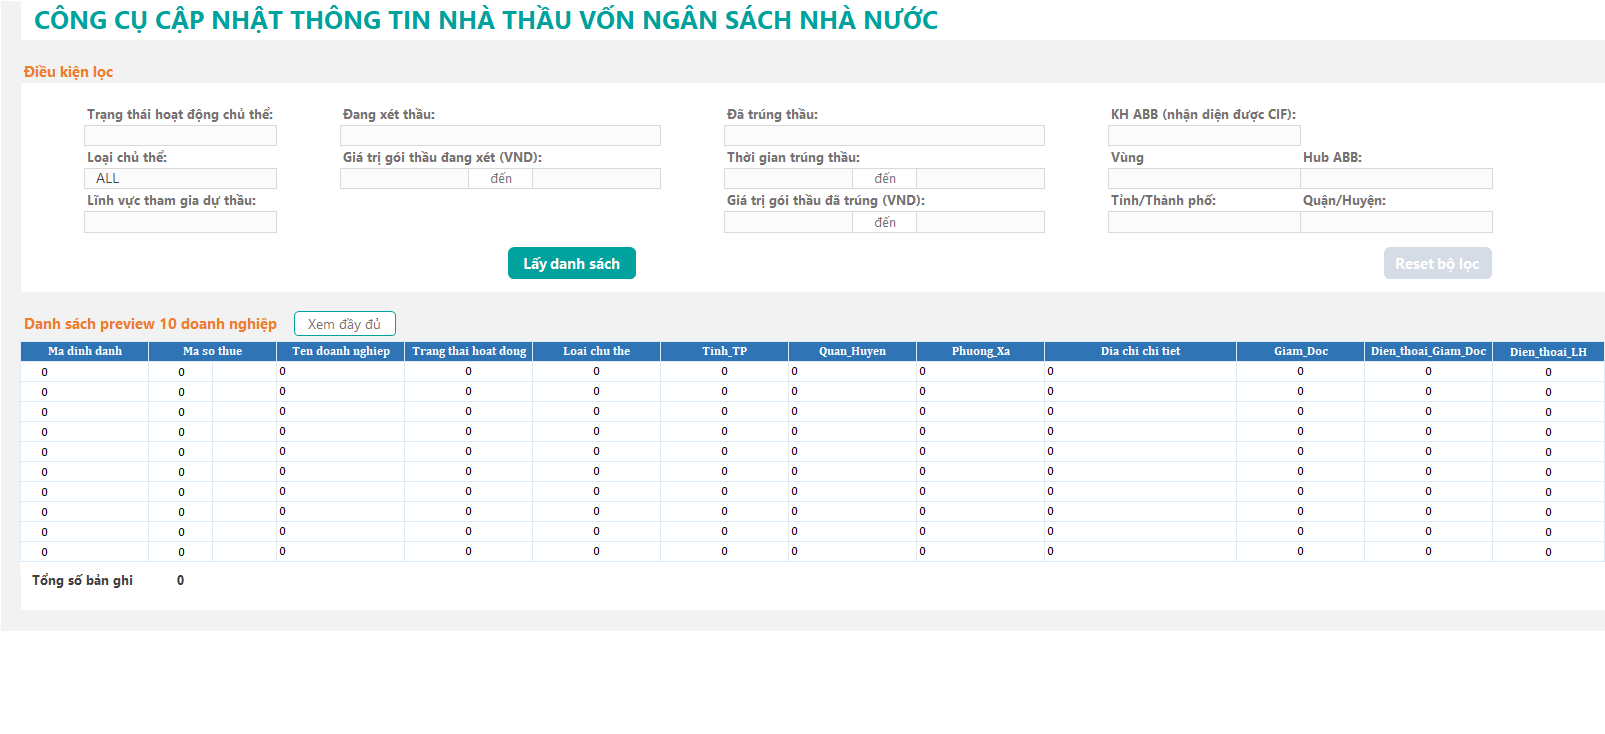 CÔNG CỤ CẬP NHẬT THÔNG TIN NHÀ THẦU VỐN NGÂN SÁCH NHÀ NƯỚC
Điều kiện lọc
Trạng thái hoạt động chủ thể: Đang xét thầu: Đã trúng thầu: KH ABB (nhận diện được CIF):
Loại chủ thể: Giá trị gói thầu đang xét (VND): Thời gian trúng thầu: Vùng Hub ABB:
ALL đến đến
Lĩnh vực tham gia dự thầu: Giá trị gói thầu đã trúng (VND): Tỉnh/Thành phố: Quận/Huyện:
đến
Lấy danh sách Reset bộ lọc
Danh sách preview 10 doanh nghiệp Xem đầy đủ
Ma dinh danh Ma so thue Ten doanh nghiep Trang thai hoat dong Loai chu the Tinh_TP Quan_Huyen Phuong_Xa Dia chi chi tiet Giam_Doc Dien_thoai_Giam_Doc Dien_thoai_LH
0 0 0 0 0 0 0 0 0 0 0 0
0 0 0 0 0 0 0 0 0 0 0 0
0 0 0 0 0 0 0 0 0 0 0 0
0 0 0 0 0 0 0 0 0 0 0 0
0 0 0 0 0 0 0 0 0 0 0 0
0 0 0 0 0 0 0 0 0 0 0 0
0 0 0 0 0 0 0 0 0 0 0 0
0 0 0 0 0 0 0 0 0 0 0 0
0 0 0 0 0 0 0 0 0 0 0 0
0 0 0 0 0 0 0 0 0 0 0 0
Tổng số bản ghi 0